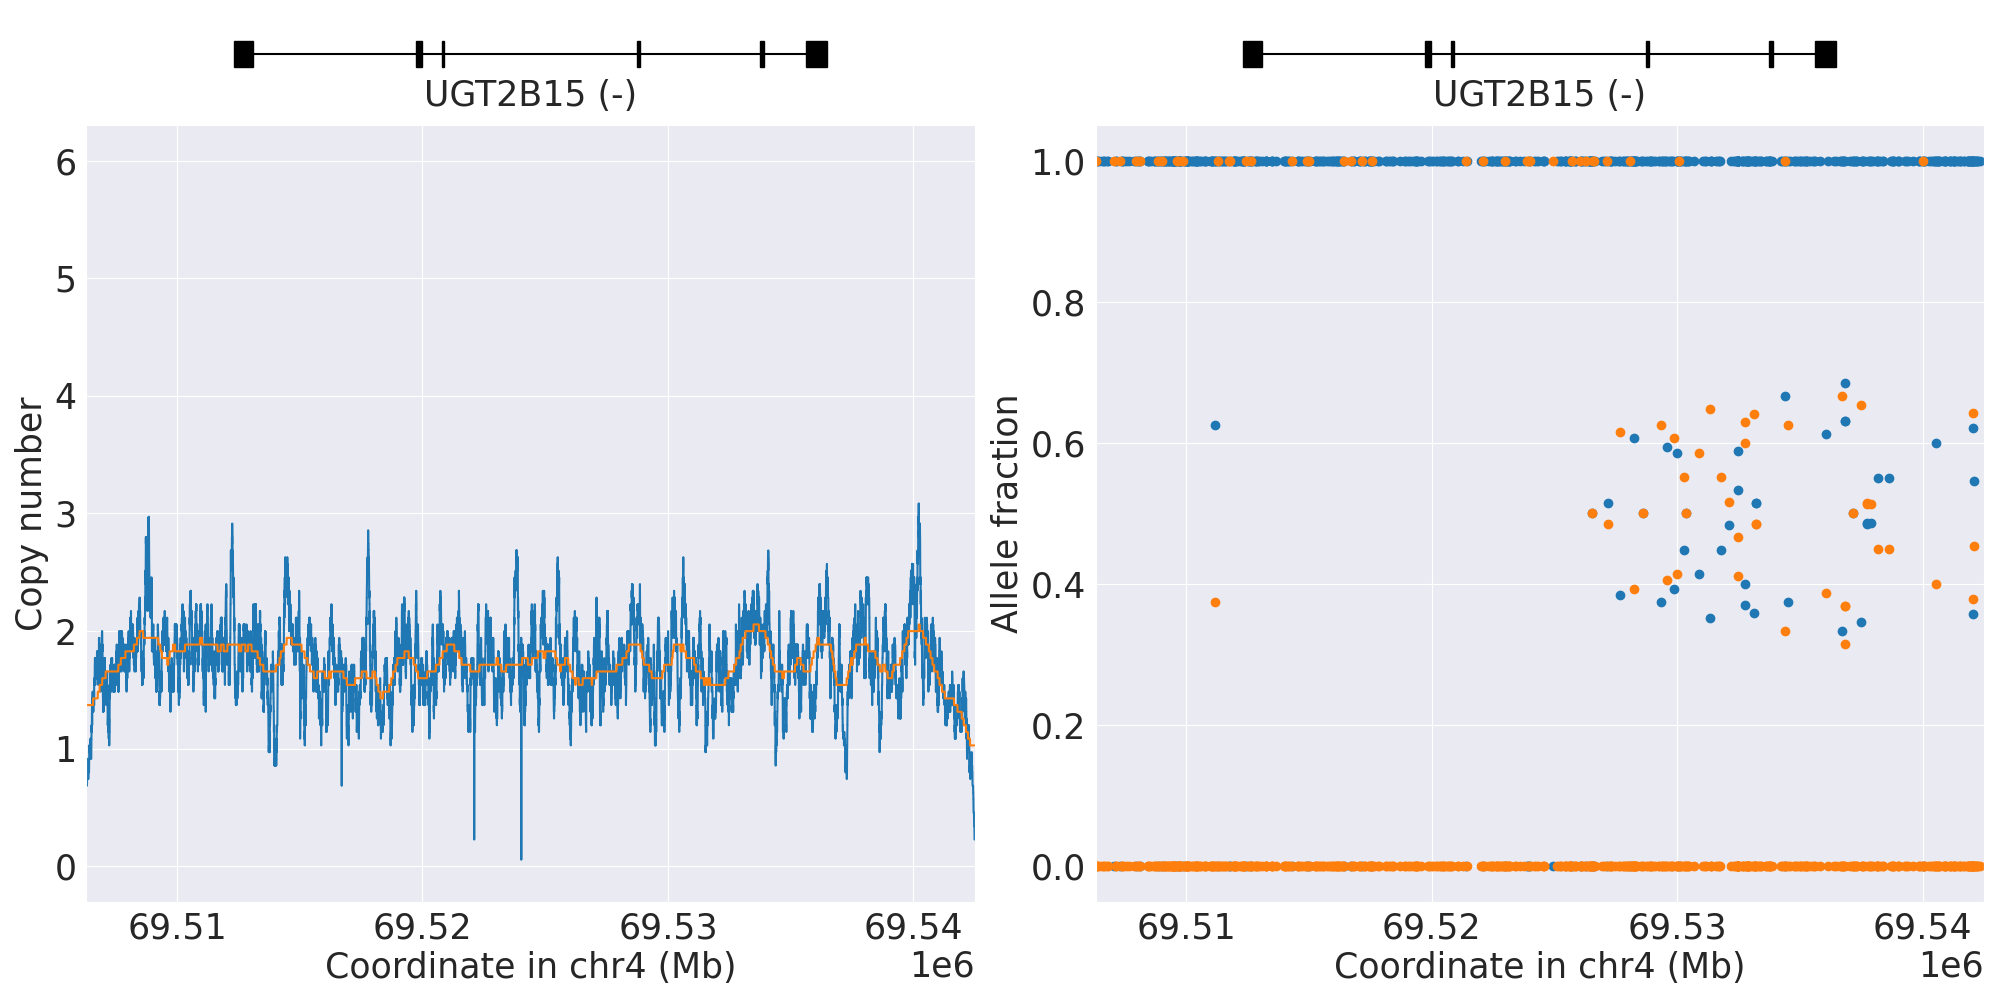 UGT2B15 (-)
Copy number
6
5
4
3
2
1
0
69.51
69.52
69.53
69.54
Coordinate in chr4 (Mb)
1e6
UGT2B15 (-)
Allele fraction
1.0
0.8
0.6
0.4
0.2
0.0
69.51
69.52
69.53
69.54
Coordinate in chr4 (Mb)
1e6